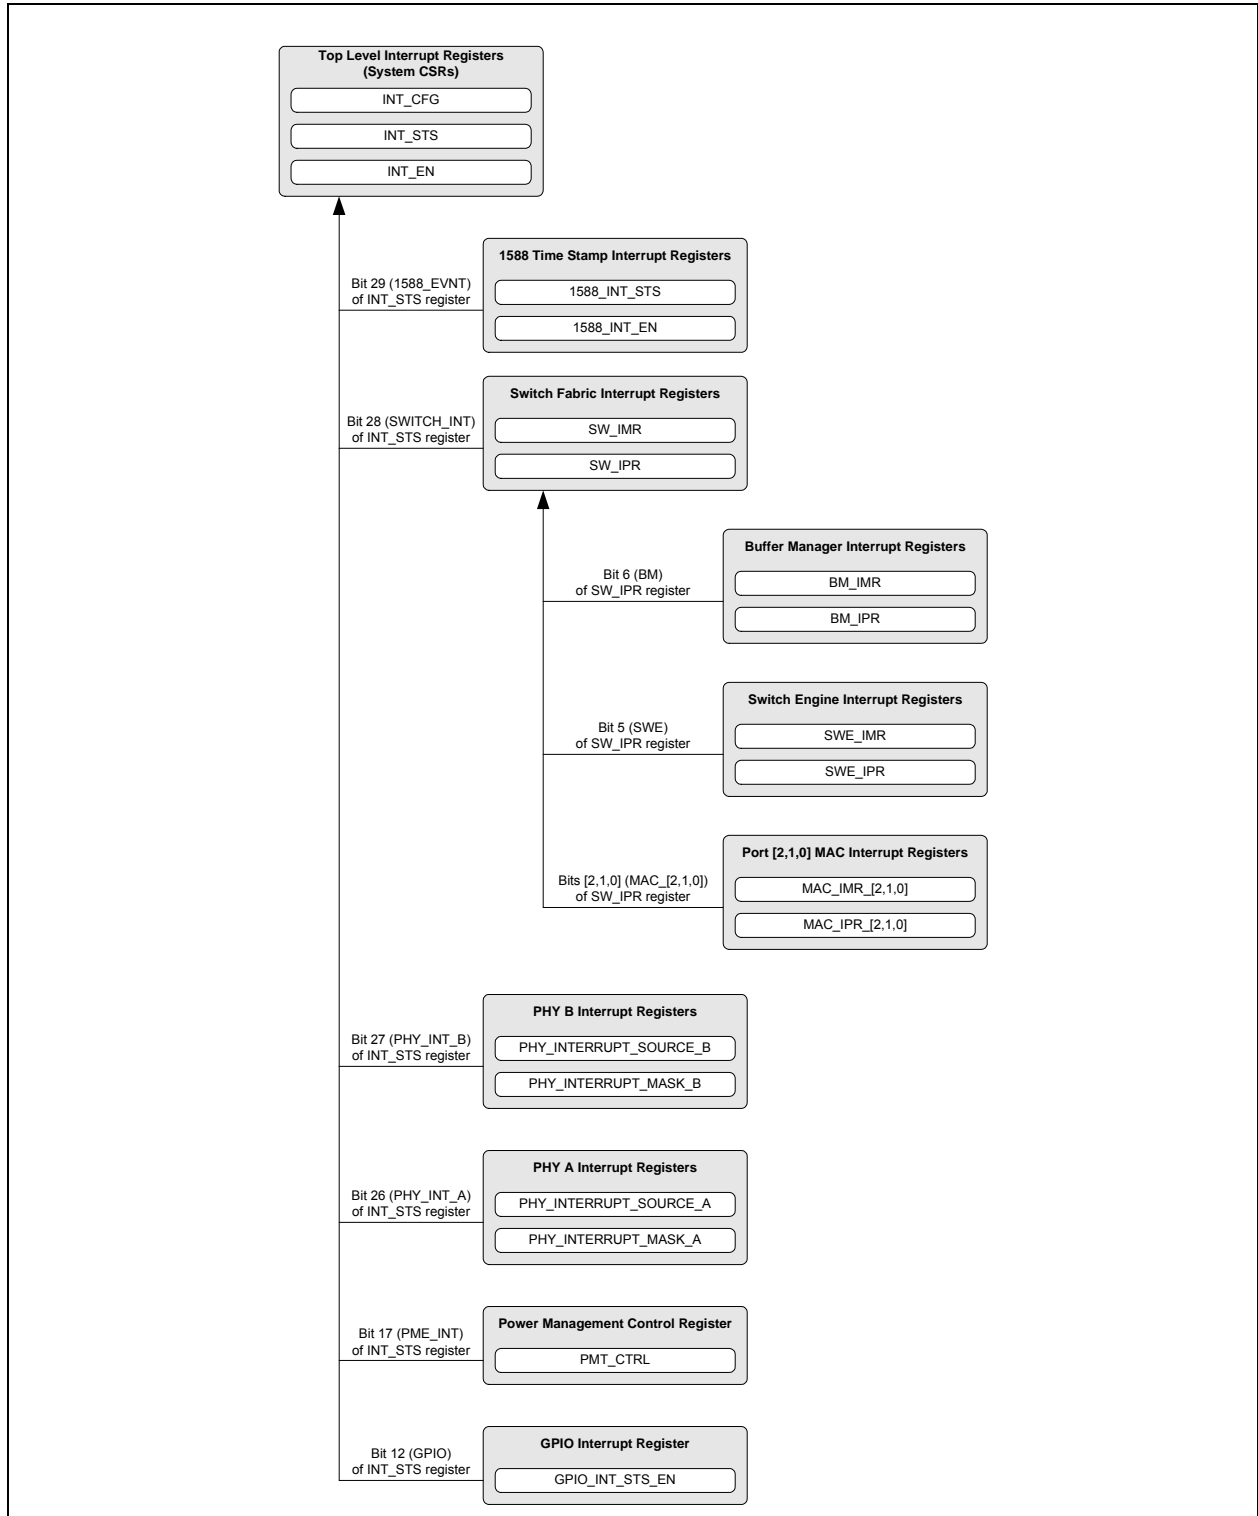 Top Level Interrupt Registers
(System CSRs)
INT_CFG
INT_STS
INT_EN
Bit 29 (1588_EVNT)
of INT_STS register
1588 Time Stamp Interrupt Registers
1588_INT_STS
1588_INT_EN
Bit 28 (SWITCH_INT)
of INT_STS register
Switch Fabric Interrupt Registers
SW_IMR
SW_IPR
Bit 6 (BM)
of SW_IPR register
Buffer Manager Interrupt Registers
BM_IMR
BM_IPR
Bit 5 (SWE)
of SW_IPR register
Switch Engine Interrupt Registers
SWE_IMR
SWE_IPR
Bits [2,1,0] (MAC_[2,1,0])
of SW_IPR register
Port [2,1,0] MAC Interrupt Registers
MAC_IMR_[2,1,0]
MAC_IPR_[2,1,0]
Bit 27 (PHY_INT_B)
of INT_STS register
PHY B Interrupt Registers
PHY_INTERRUPT_SOURCE_B
PHY_INTERRUPT_MASK_B
Bit 26 (PHY_INT_A)
of INT_STS register
PHY A Interrupt Registers
PHY_INTERRUPT_SOURCE_A
PHY_INTERRUPT_MASK_A
Bit 17 (PME_INT)
of INT_STS register
Power Management Control Register
PMT_CTRL
Bit 12 (GPIO)
of INT_STS register
GPIO Interrupt Register
GPIO_INT_STS_EN